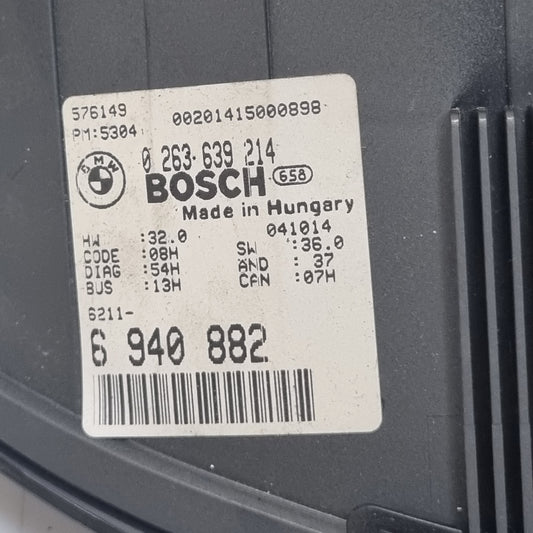 576149 00201415000898
PM:5304
BMW 0 263 639 214
BOSCH 658
Made in Hungary
041014
HW :32.0 SW :36.0
CODE :08H AND : 37
DIAG :54H CAN :07H
BUS :13H
6211-
6 940 882